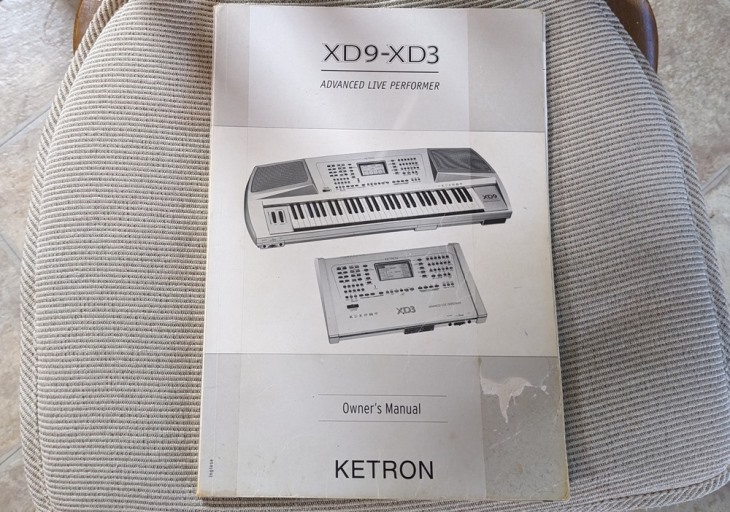 XD9-XD3
ADVANCED LIVE PERFORMER
XD9
XD3
Owner's Manual
KETRON